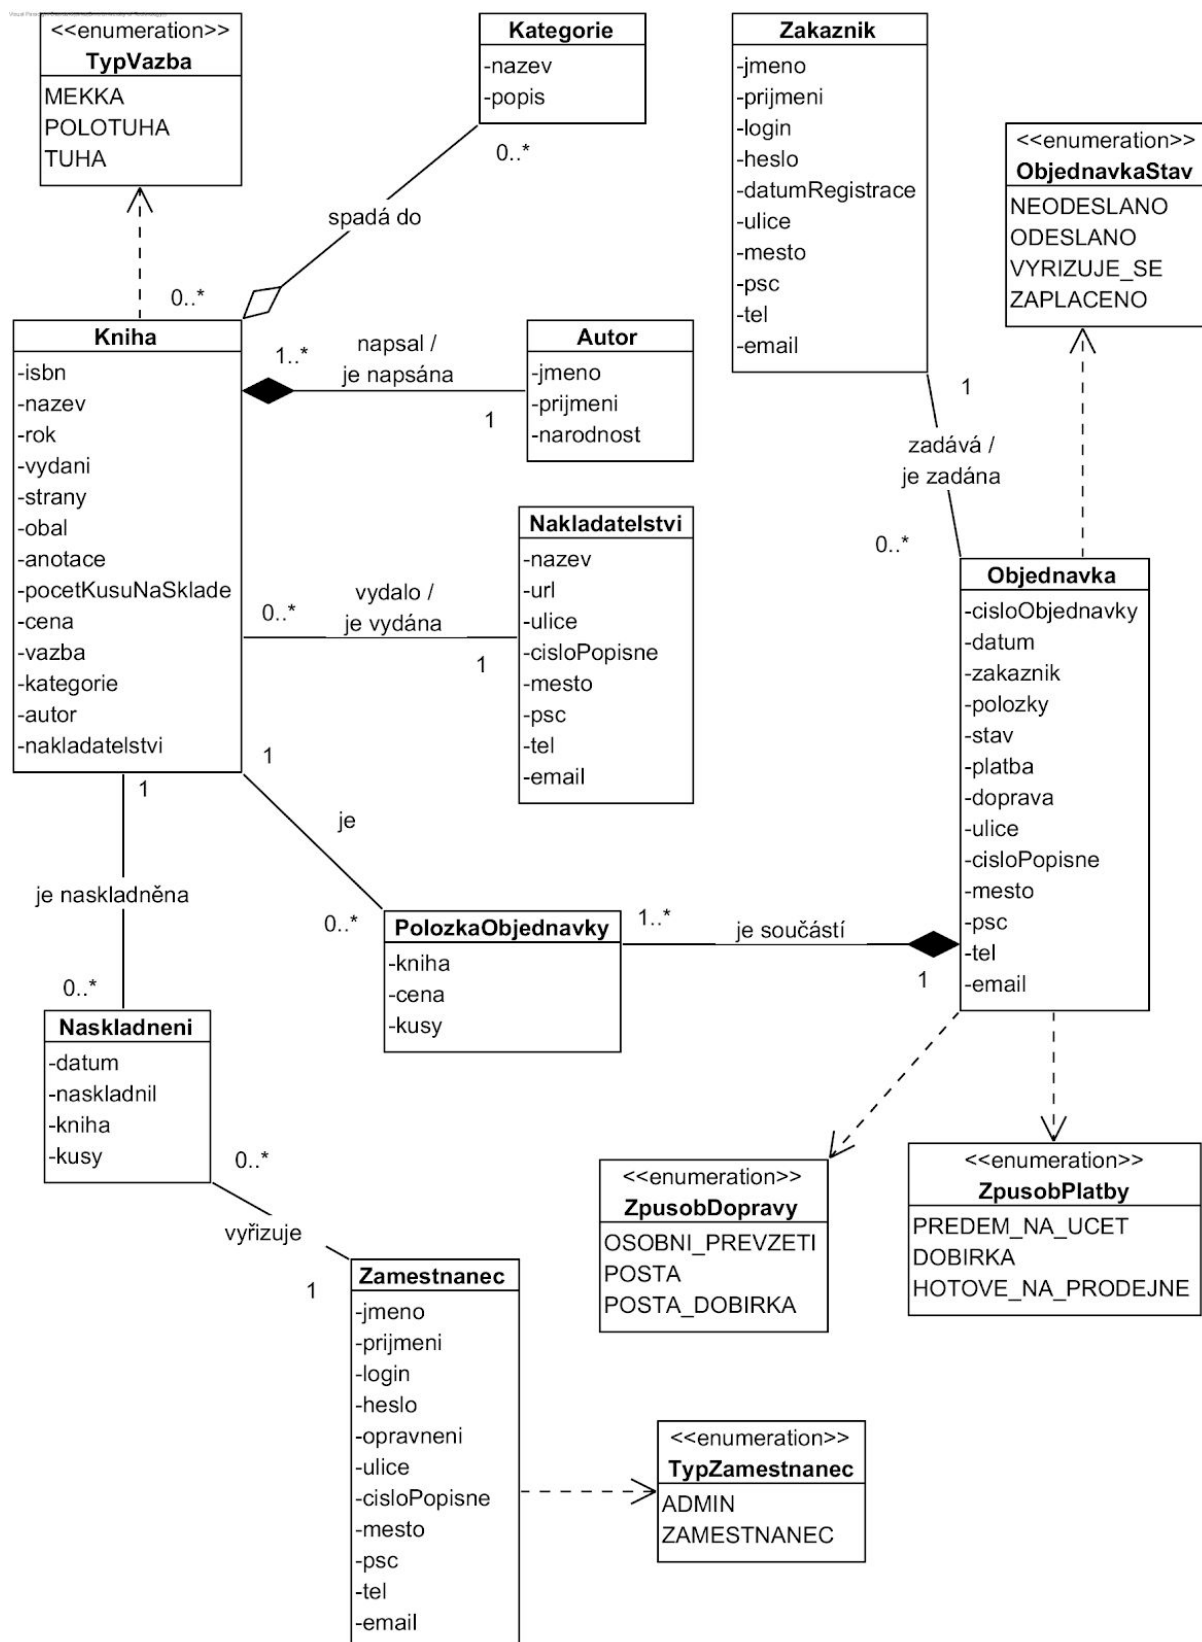 <<enumeration>>
TypVazba
MEKKA
POLOTUHA
TUHA
Kategorie
-nazev
-popis
0..*
spadá do
0..*
Zakaznik
-jmeno
-prijmeni
-login
-heslo
-datumRegistrace
-ulice
-mesto
-psc
-tel
-email
<<enumeration>>
ObjednavkaStav
NEODESLANO
ODESLANO
VYRIZUJE_SE
ZAPLACENO
Kniha
-isbn
-nazev
-rok
-vydani
-strany
-obal
-anotace
-pocetKusuNaSklade
-cena
-vazba
-kategorie
-autor
-nakladatelstvi
1..*
napsal /
je napsána
1
Autor
-jmeno
-prijmeni
-narodnost
1
zadává /
je zadána
0..*
0..*
vydalo /
je vydána
1
Nakladatelstvi
-nazev
-url
-ulice
-cisloPopisne
-mesto
-psc
-tel
-email
Objednavka
-cisloObjednavky
-datum
-zakaznik
-polozky
-stav
-platba
-doprava
-ulice
-cisloPopisne
-mesto
-psc
-tel
-email
1
1
je
je naskladněna
0..*
0..*
PolozkaObjednavky
-kniha
-cena
-kusy
1..*
je součástí
1
Naskladneni
-datum
-naskladnil
-kniha
-kusy
0..*
vyřizuje
1
<<enumeration>>
ZpusobDopravy
OSOBNI_PREVZETI
POSTA
POSTA_DOBIRKA
<<enumeration>>
ZpusobPlatby
PREDEM_NA_UCET
DOBIRKA
HOTOVE_NA_PRODEJNE
Zamestnanec
-jmeno
-prijmeni
-login
-heslo
-opravneni
-ulice
-cisloPopisne
-mesto
-psc
-tel
-email
<<enumeration>>
TypZamestnanec
ADMIN
ZAMESTNANEC